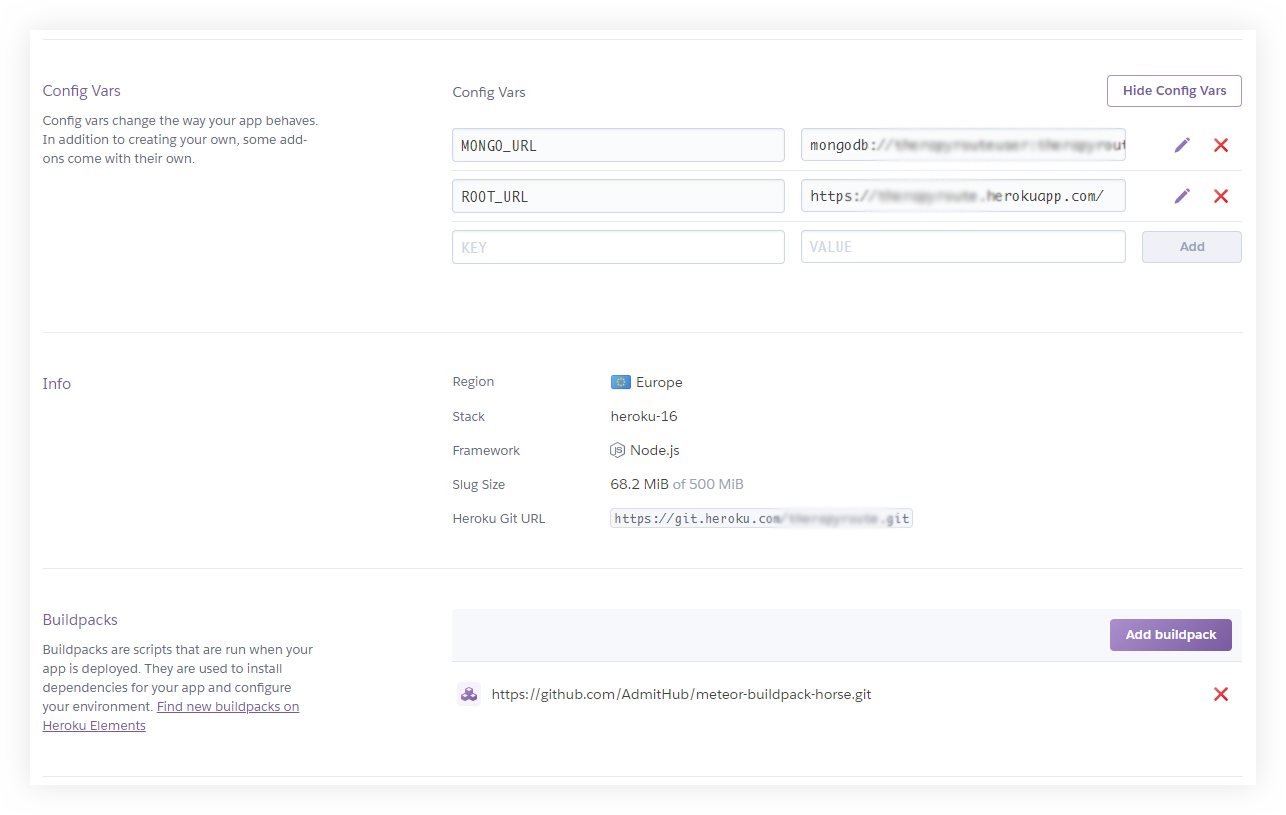 Config Vars
Config vars change the way your app behaves.
In addition to creating your own, some add-
ons come with their own.
Config Vars
Hide Config Vars
MONGO_URL
mongodb:
ROOT_URL
https:// .herokuapp.com/
KEY
VALUE
Add
Info
Region
Europe
Stack
heroku-16
Framework
Node.js
Slug Size
68.2 MiB of 500 MiB
Heroku Git URL
https://git.heroku.com/ .git
Buildpacks
Buildpacks are scripts that are run when your
app is deployed. They are used to install
dependencies for your app and configure
your environment. Find new buildpacks on
Heroku Elements
Add buildpack
https://github.com/AdmitHub/meteor-buildpack-horse.git